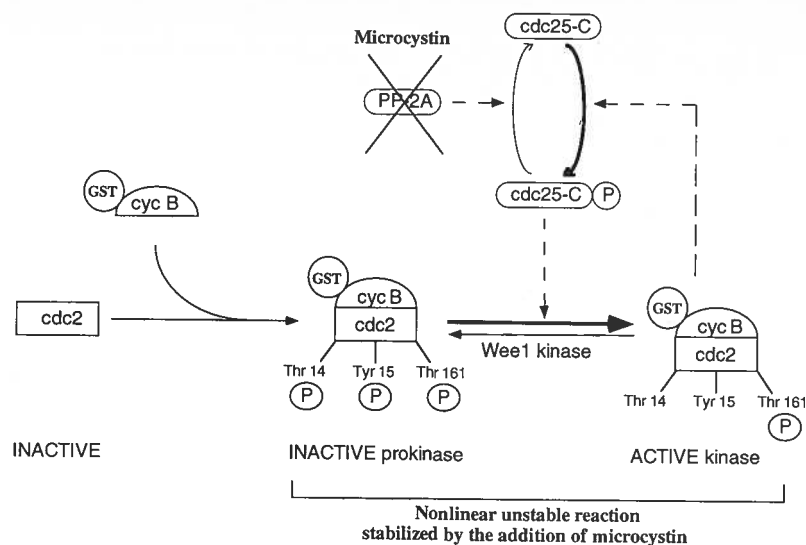 cdc25-C
Microcystin
PP-2A
cdc25-C P
GST
cyc B
GST
cyc B
cdc2
GST
cyc B
cdc2
cdc2
Wee1 kinase
Thr 14 Tyr 15 Thr 161
P P P
Thr 14 Tyr 15 Thr 161
P
INACTIVE INACTIVE prokinase ACTIVE kinase
Nonlinear unstable reaction
stabilized by the addition of microcystin